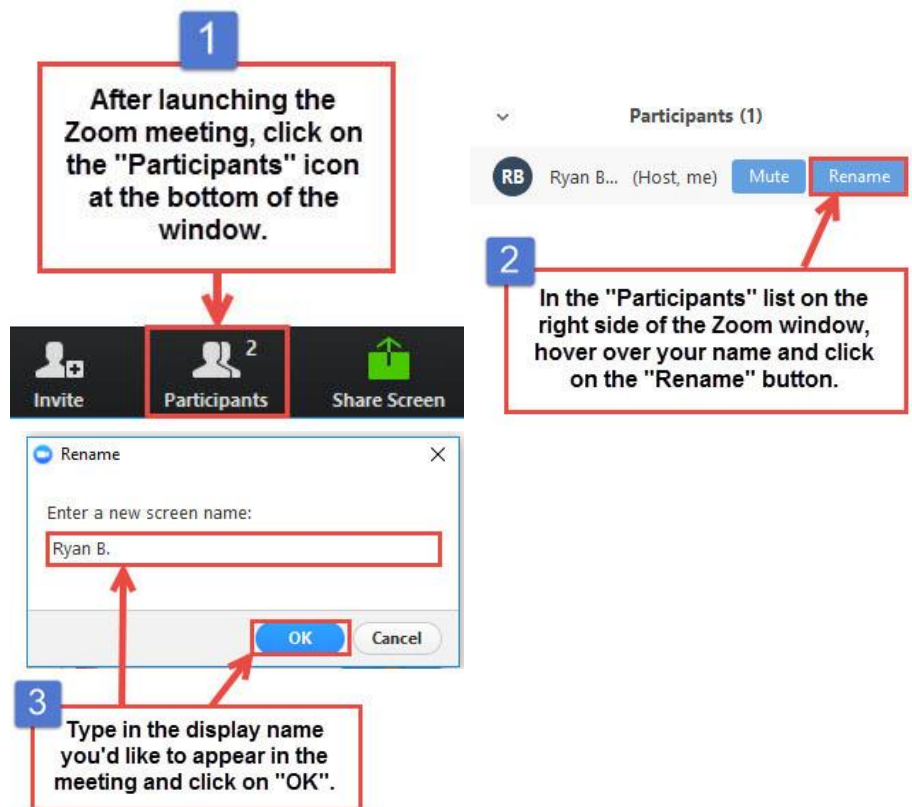 1
After launching the
Zoom meeting, click on
the "Participants" icon
at the bottom of the
window.
Invite
Participants
2
Share Screen
Participants (1)
RB
Ryan B...
(Host, me)
Mute
Rename
2
In the "Participants" list on the
right side of the Zoom window,
hover over your name and click
on the "Rename" button.
Rename
Enter a new screen name:
Ryan B.
OK
Cancel
3
Type in the display name
you'd like to appear in the
meeting and click on "OK".